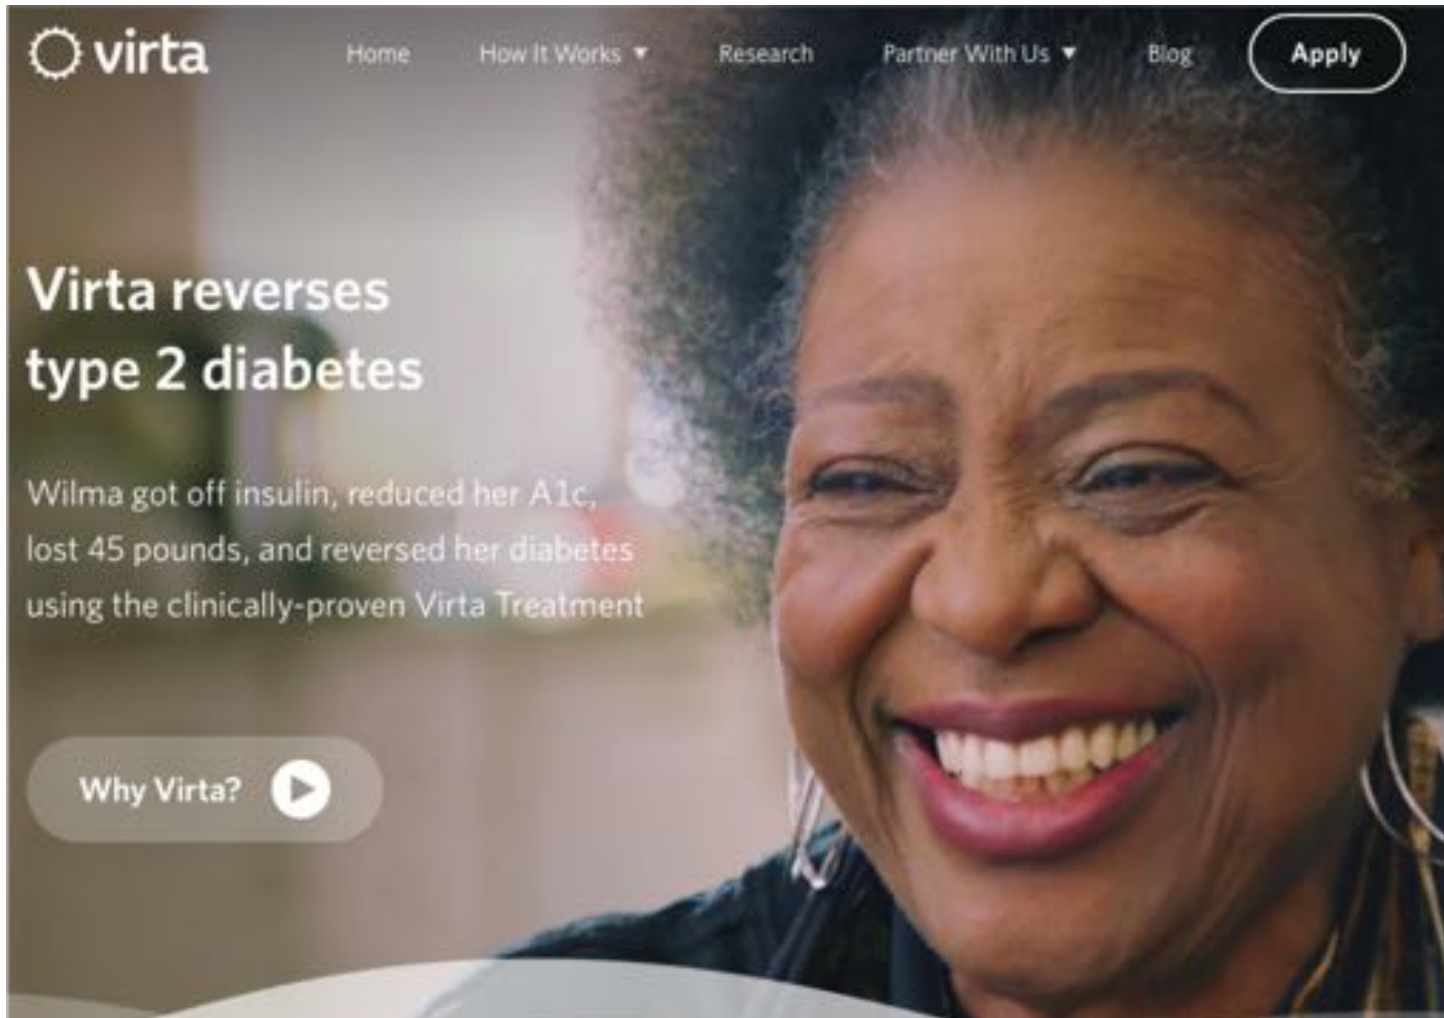 virta
Home How It Works ▼ Research Partner With Us ▼ Blog Apply
Virta reverses
type 2 diabetes
Wilma got off insulin, reduced her A1c,
lost 45 pounds, and reversed her diabetes
using the clinically-proven Virta Treatment
Why Virta?